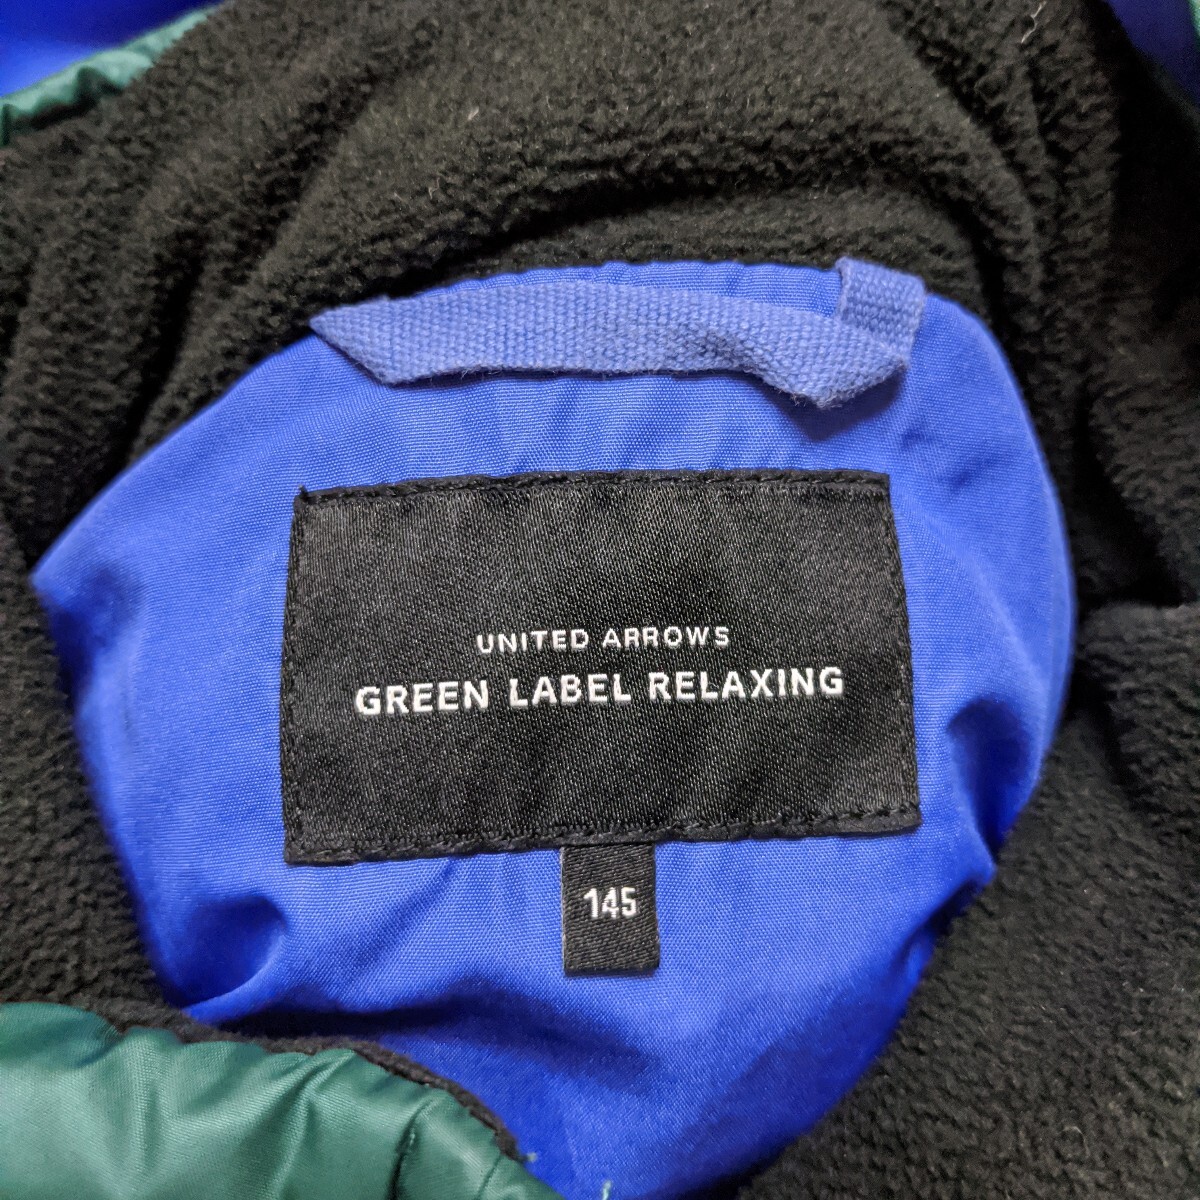 UNITED ARROWS
GREEN LABEL RELAXING
145